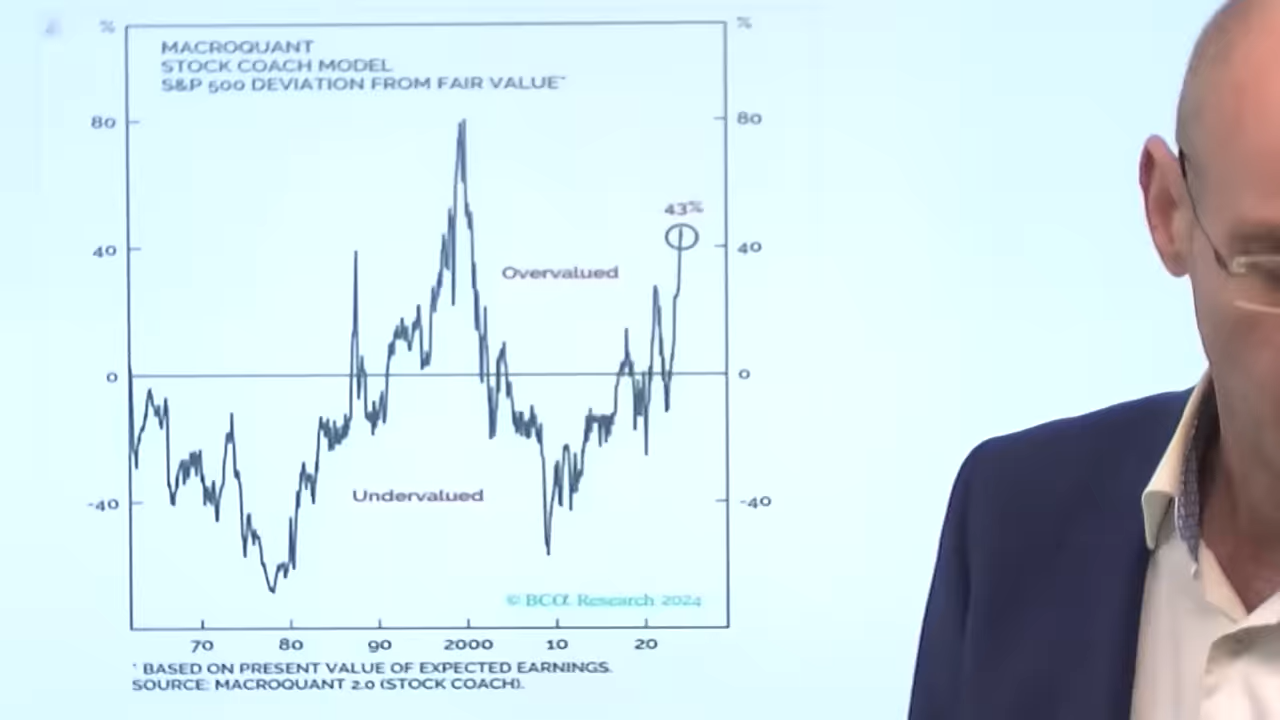 %
%
MACROQUANT
STOCK COACH MODEL
S&P 500 DEVIATION FROM FAIR VALUE*
80
80
43%
40
40
Overvalued
0
0
Undervalued
-40
-40
© BCα Research 2024
70 80 90 2000 10 20
* BASED ON PRESENT VALUE OF EXPECTED EARNINGS.
SOURCE: MACROQUANT 2.0 (STOCK COACH).